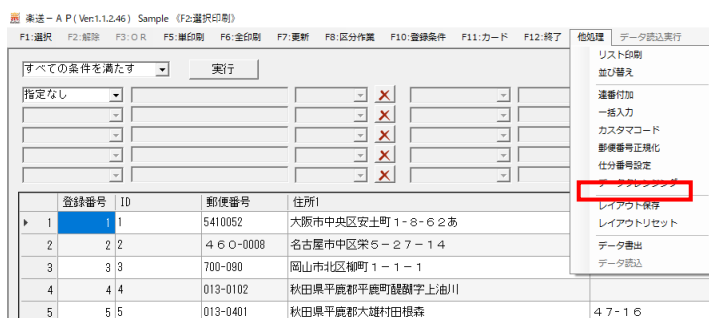 楽送－ＡＰ( Ver:1.1.2.46) Sample 《F2:選択印刷》
F1:選択 F2:解除 F3:ＯＲ F5:単印刷 F6:全印刷 F7:更新 F8:区分作業 F10:登録条件 F11:カード F12:終了 他処理 データ読込実行
すべての条件を満たす 実行
指定なし
リスト印刷
並び替え
連番付加
一括入力
カスタマコード
郵便番号正規化
仕分番号設定
データクレンジング
レイアウト保存
レイアウトリセット
データ書出
データ読込
登録番号 ID 郵便番号 住所1
1 1 1 5410052 大阪市中央区安土町１-８-６２あ
2 2 2 ４６０-0008 名古屋市中区栄５－２７－１４
3 3 3 700-090 岡山市北区柳町１－１－１
4 4 4 013-0102 秋田県平鹿郡平鹿町醍醐字上油川
5 5 5 013-0401 秋田県平鹿郡大雄村田根森 ４７-１６